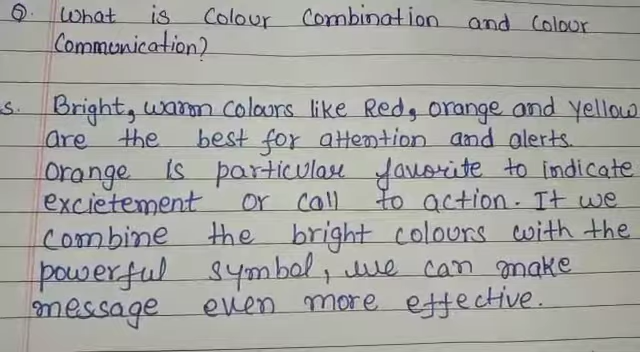 Q. What is Colour Combination and Colour
Communication?
s. Bright, warm colours like Red, orange and Yellow
are the best for attention and alerts.
Orange is particular favorite to indicate
excietement or call to action. It we
combine the bright colours with the
powerful symbol, we can make
message even more effective.